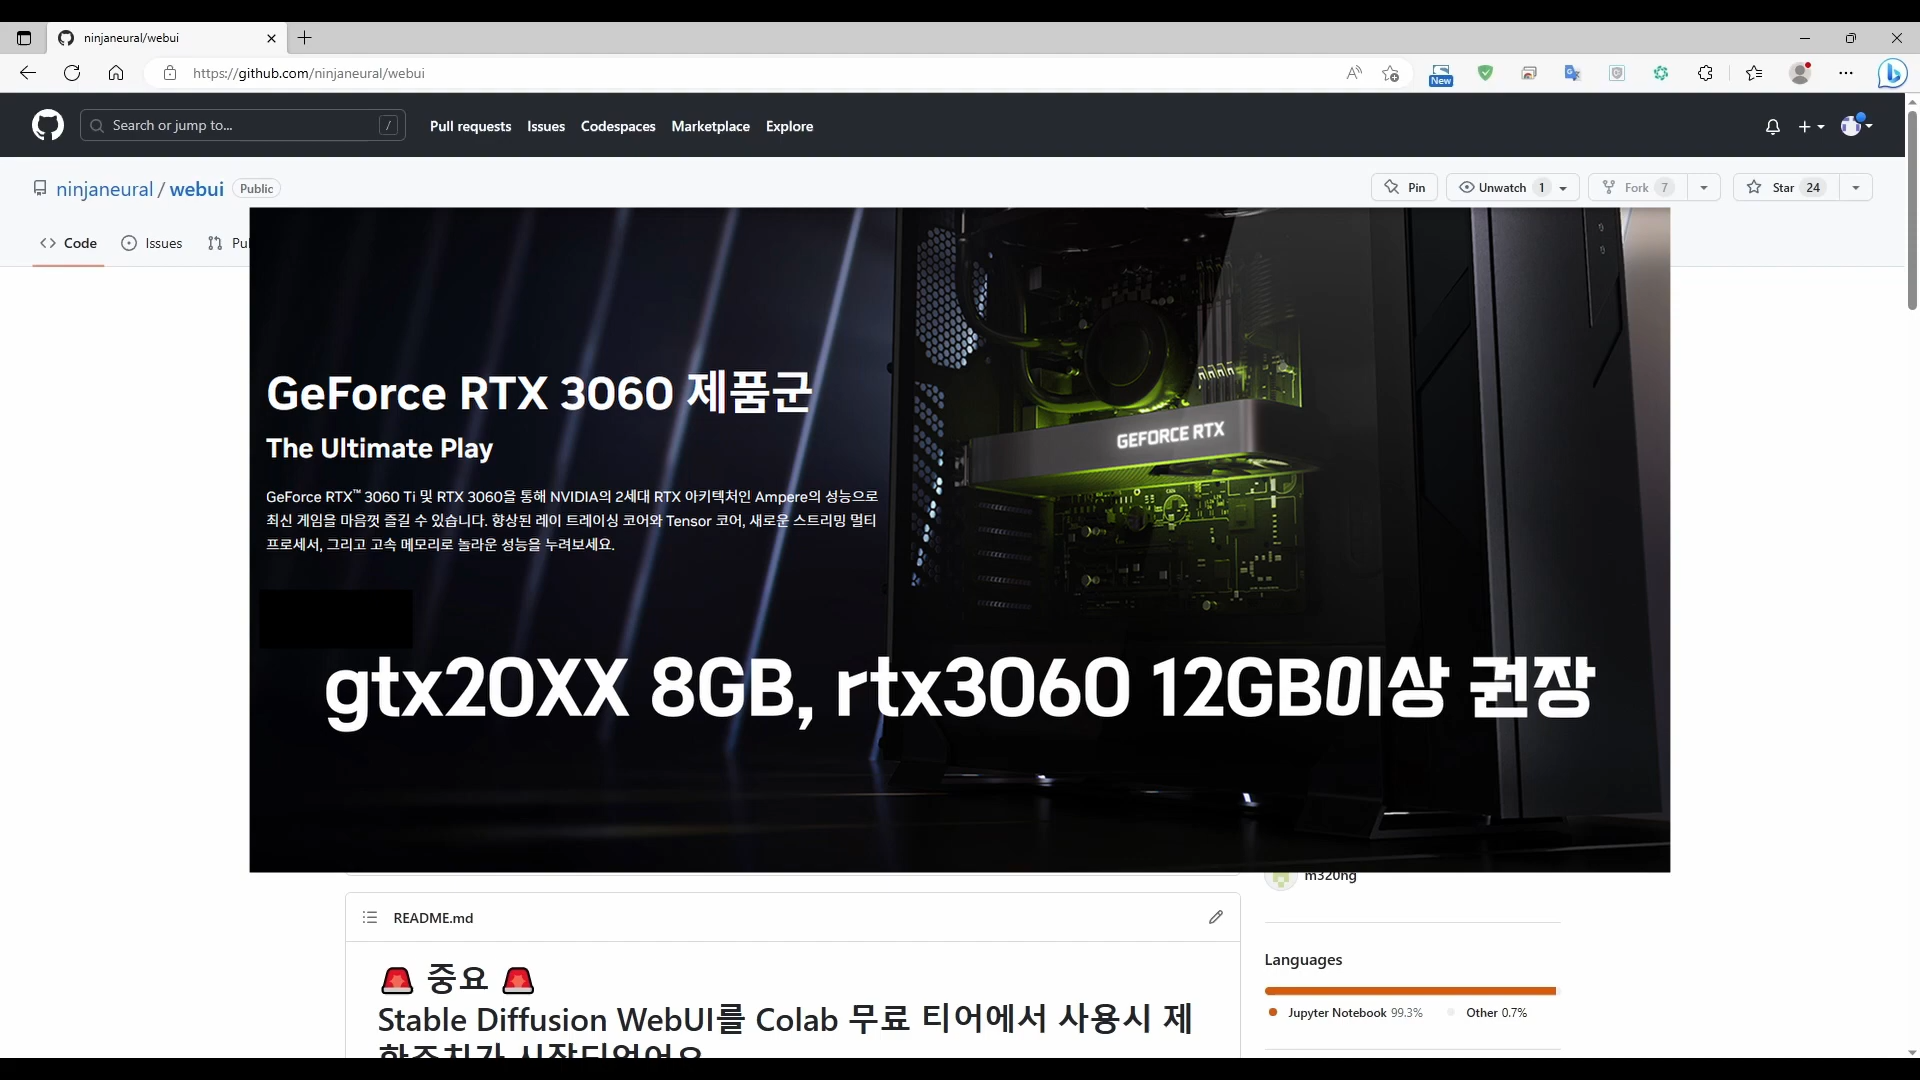 ninjaneural/webui
https://github.com/ninjaneural/webui
New
Search or jump to...
/
Pull requests
Issues
Codespaces
Marketplace
Explore
ninjaneural / webui
Public
Pin
Unwatch 1
Fork 7
Star 24
Code
Issues
GEFORCE RTX
GeForce RTX 3060 제품군
The Ultimate Play
GeForce RTX™ 3060 Ti 및 RTX 3060을 통해 NVIDIA의 2세대 RTX 아키텍처인 Ampere의 성능으로
최신 게임을 마음껏 즐길 수 있습니다. 향상된 레이 트레이싱 코어와 Tensor 코어, 새로운 스트리밍 멀티
프로세서, 그리고 고속 메모리로 놀라운 성능을 누려보세요.
gtx20XX 8GB, rtx3060 12GB이상 권장
m320ng
README.md
🚨 중요 🚨
Stable Diffusion WebUI를 Colab 무료 티어에서 사용시 제
Languages
Jupyter Notebook 99.3%
Other 0.7%